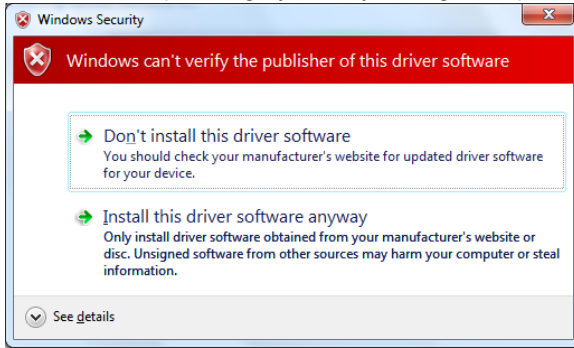 Windows Security
Windows can't verify the publisher of this driver software
Don't install this driver software
You should check your manufacturer's website for updated driver software
for your device.
Install this driver software anyway
Only install driver software obtained from your manufacturer's website or
disc. Unsigned software from other sources may harm your computer or steal
information.
See details